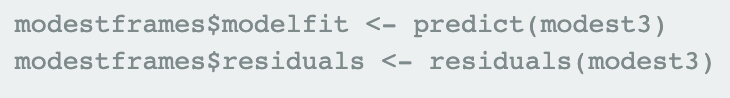 modestframes$modelfit <- predict(modest3)
modestframes$residuals <- residuals(modest3)